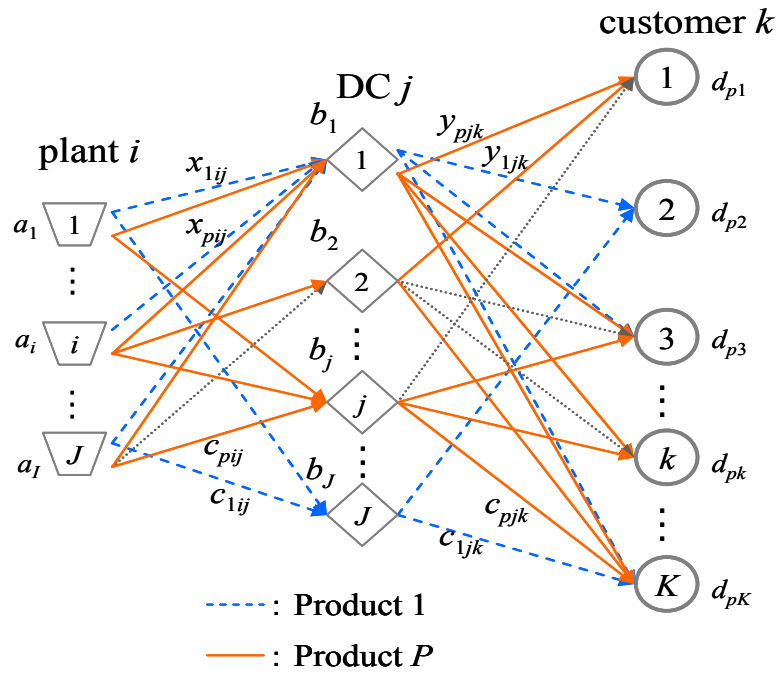 customer k
DC j
plant i
b1
b2
bj
bJ
a1
ai
aI
1
i
J
1
2
j
J
x1ij
xpij
cpij
c1ij
ypjk
y1jk
cpjk
c1jk
1
2
3
k
K
dp1
dp2
dp3
dpk
dpK
⋮
⋮
⋮
⋮
⋮
⋮
: Product 1
: Product P